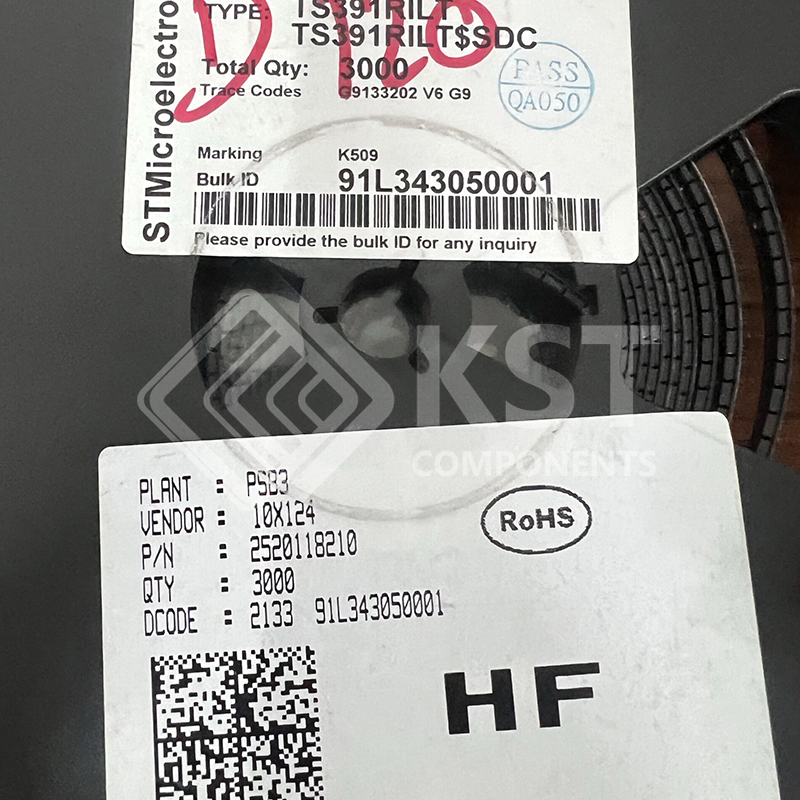 TYPE: TS391RILT
TS391RILT$SDC
Total Qty: 3000
Trace Codes G9133202 V6 G9
PASS
QA050
Marking K509
Bulk ID 91L343050001
Please provide the bulk ID for any inquiry
STMicroelectro
KST
COMPONENTS
PLANT : PSB3
VENDOR : 10X124
P/N : 2520118210
QTY : 3000
DCODE : 2133 91L343050001
RoHS
HF